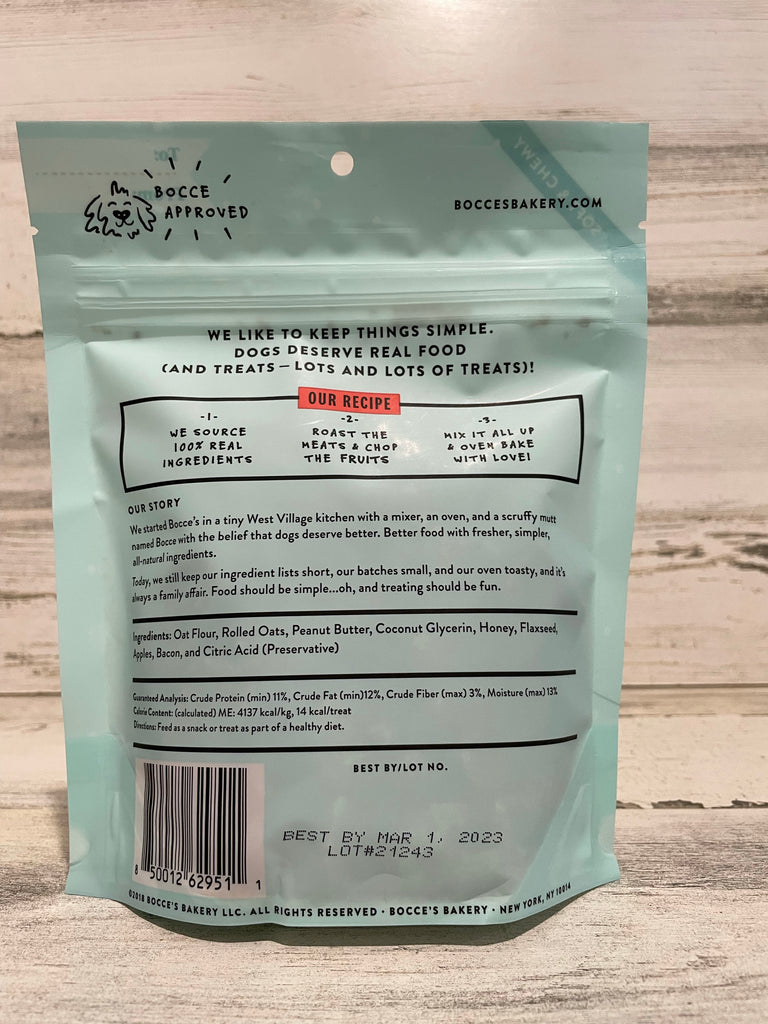 To:
BOCCE
APPROVED
SOFT & CHEWY
BOCCESBAKERY.COM
WE LIKE TO KEEP THINGS SIMPLE.
DOGS DESERVE REAL FOOD
(AND TREATS—LOTS AND LOTS OF TREATS)!
OUR RECIPE
-1-
WE SOURCE
100% REAL
INGREDIENTS
-2-
ROAST THE
MEATS & CHOP
THE FRUITS
-3-
MIX IT ALL UP
& OVEN BAKE
WITH LOVE!
OUR STORY
We started Bocce's in a tiny West Village kitchen with a mixer, an oven, and a scruffy mutt
named Bocce with the belief that dogs deserve better. Better food with fresher, simpler,
all-natural ingredients.
Today, we still keep our ingredient lists short, our batches small, and our oven toasty, and it's
always a family affair. Food should be simple...oh, and treating should be fun.
Ingredients: Oat Flour, Rolled Oats, Peanut Butter, Coconut Glycerin, Honey, Flaxseed,
Apples, Bacon, and Citric Acid (Preservative)
Guaranteed Analysis: Crude Protein (min) 11%, Crude Fat (min)12%, Crude Fiber (max) 3%, Moisture (max) 13%
Calorie Content: (calculated) ME: 4137 kcal/kg, 14 kcal/treat
Directions: Feed as a snack or treat as part of a healthy diet.
BEST BY/LOT NO.
BEST BY MAR 1, 2023
LOT#21243
8 50012 62951 1
©2018 BOCCE'S BAKERY LLC. ALL RIGHTS RESERVED • BOCCE'S BAKERY • NEW YORK, NY 10014